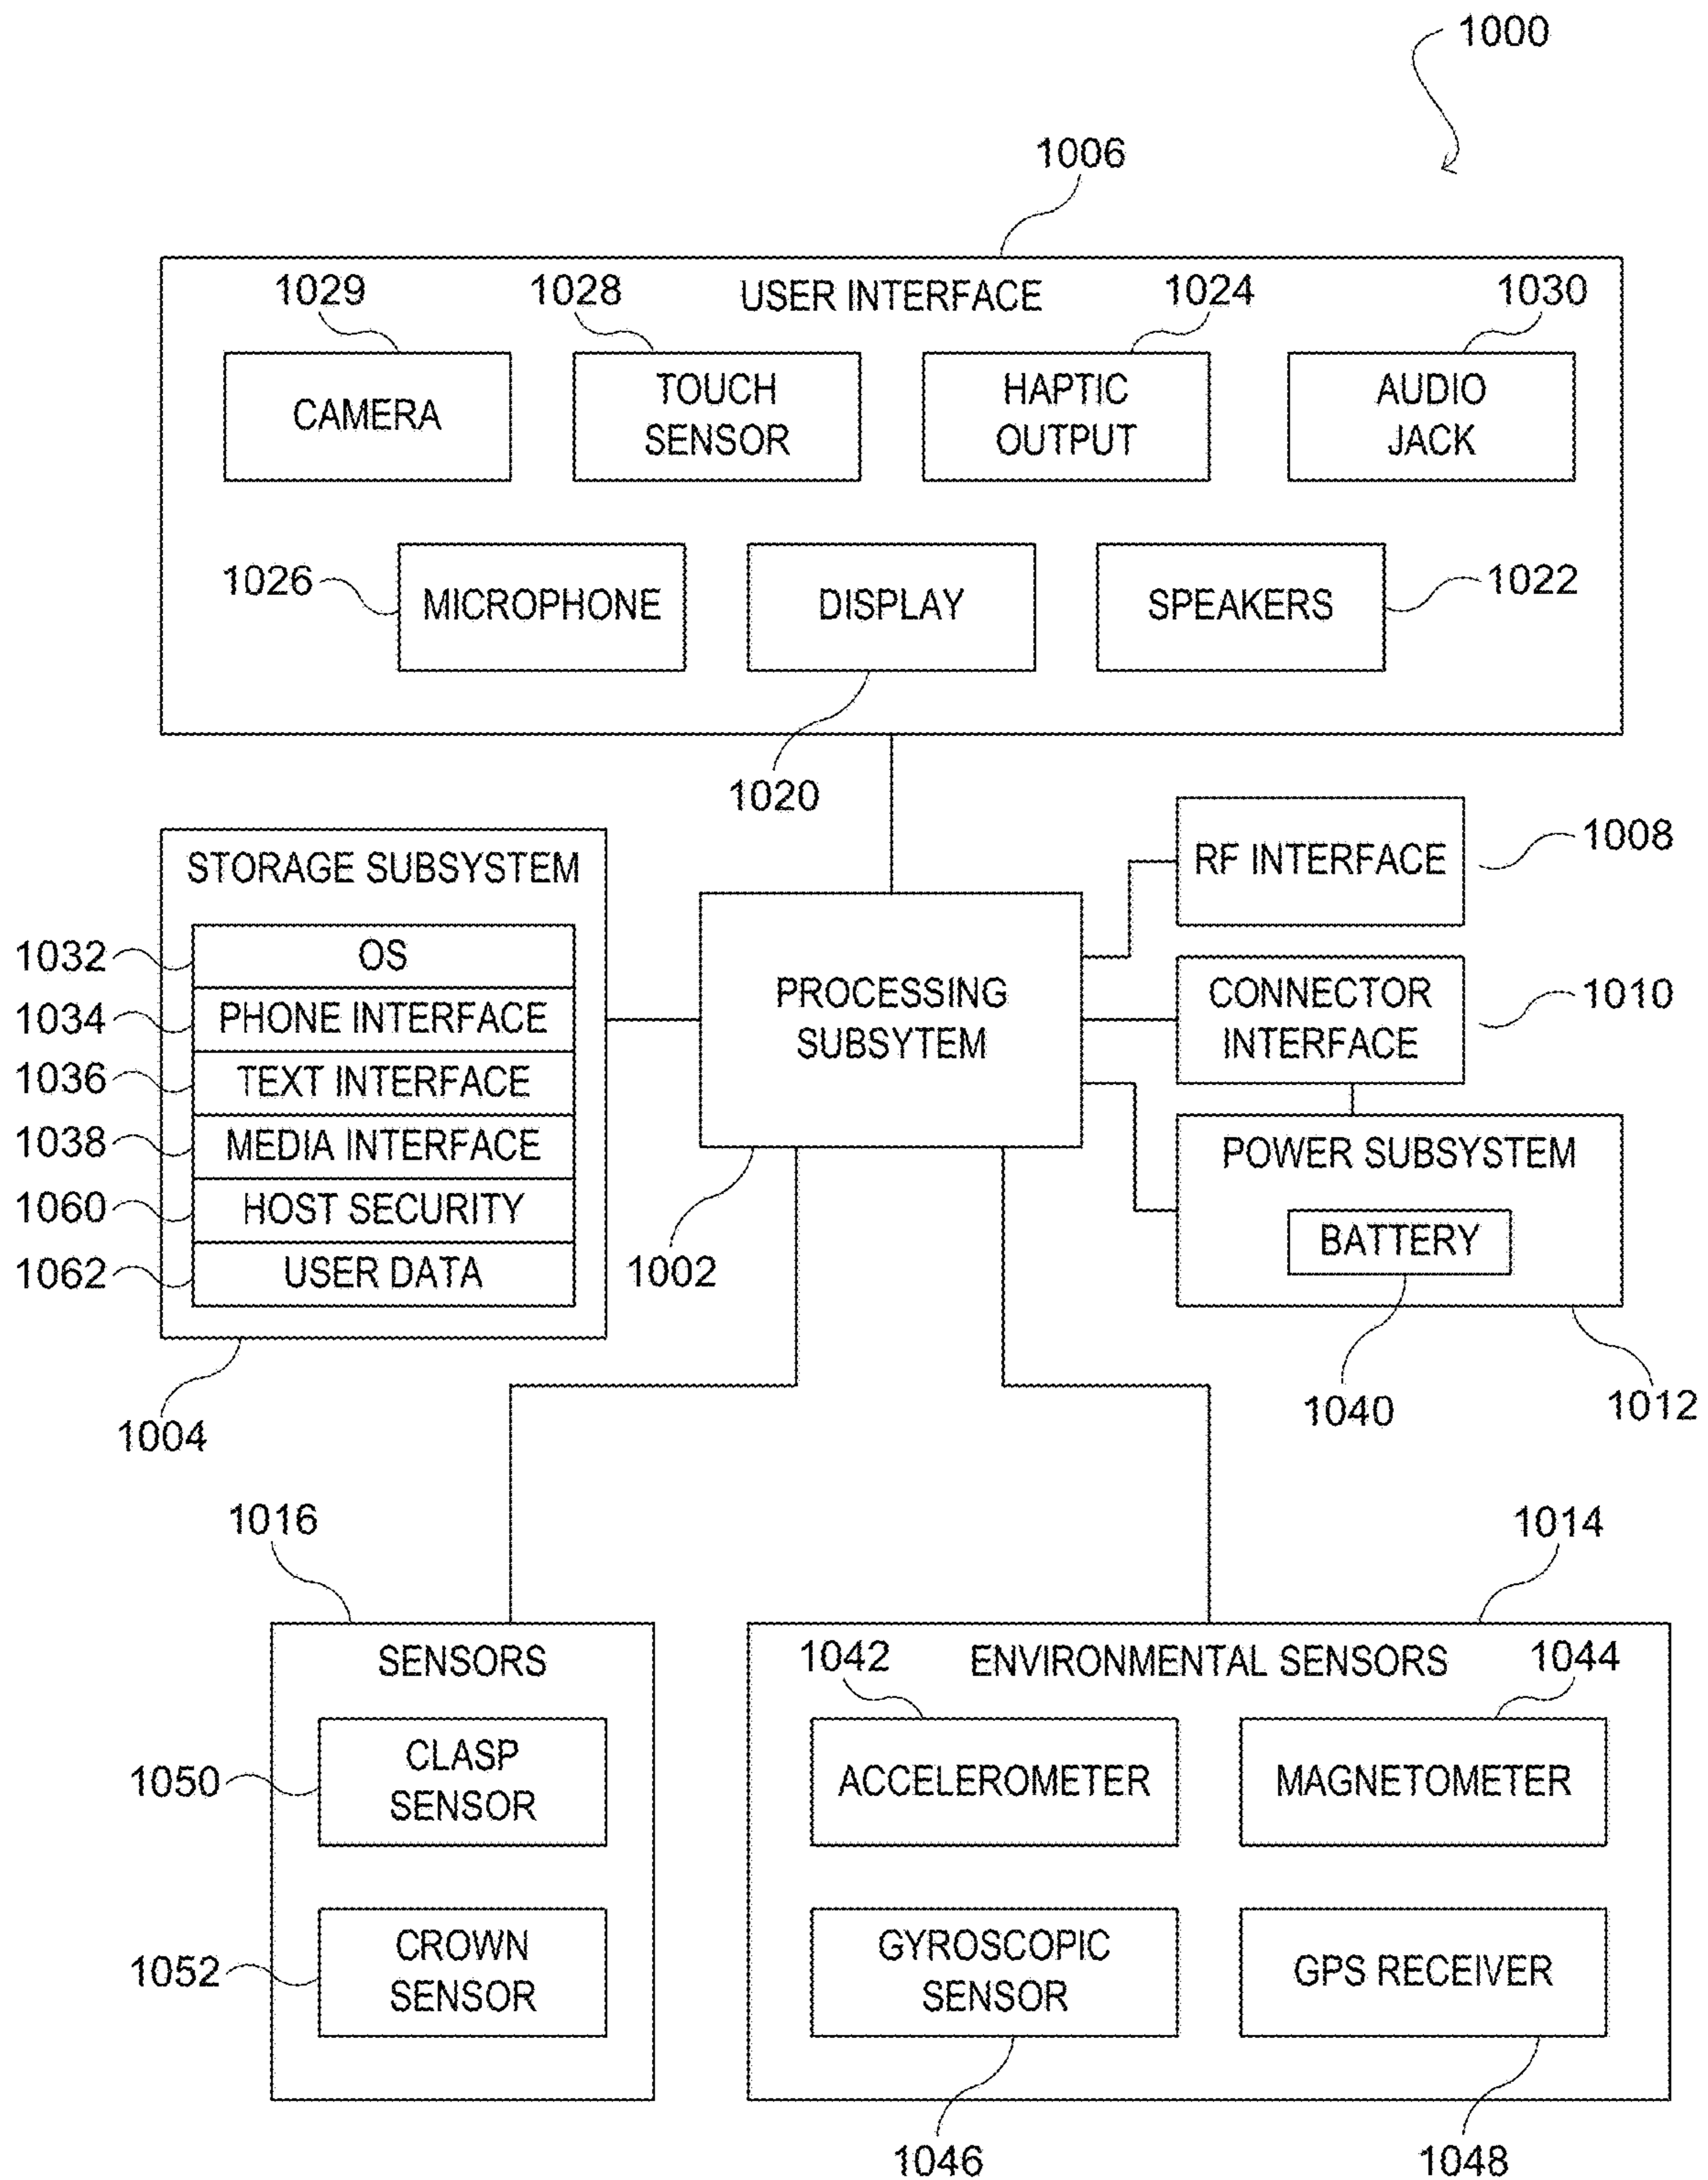 1000
1006
USER INTERFACE
1029
1028
1024
1030
CAMERA
TOUCH
SENSOR
HAPTIC
OUTPUT
AUDIO
JACK
1026
MICROPHONE
DISPLAY
SPEAKERS
1022
1020
STORAGE SUBSYSTEM
1032
OS
1034
PHONE INTERFACE
1036
TEXT INTERFACE
1038
MEDIA INTERFACE
1060
HOST SECURITY
1062
USER DATA
1004
PROCESSING
SUBSYTEM
1002
RF INTERFACE
1008
CONNECTOR
INTERFACE
1010
POWER SUBSYSTEM
BATTERY
1040
1012
1016
SENSORS
1050
CLASP
SENSOR
1052
CROWN
SENSOR
1014
1042
ENVIRONMENTAL SENSORS
1044
ACCELEROMETER
MAGNETOMETER
GYROSCOPIC
SENSOR
GPS RECEIVER
1046
1048